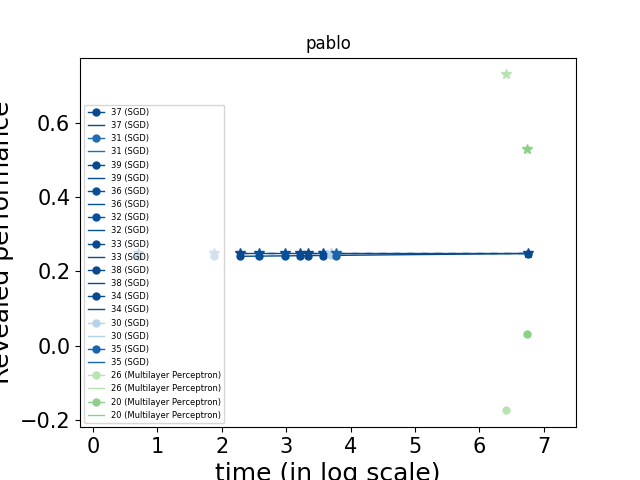 pablo
Revealed performance
0.6
0.4
0.2
0.0
−0.2
37 (SGD)
37 (SGD)
31 (SGD)
31 (SGD)
39 (SGD)
39 (SGD)
36 (SGD)
36 (SGD)
32 (SGD)
32 (SGD)
33 (SGD)
33 (SGD)
38 (SGD)
38 (SGD)
34 (SGD)
34 (SGD)
30 (SGD)
30 (SGD)
35 (SGD)
35 (SGD)
26 (Multilayer Perceptron)
26 (Multilayer Perceptron)
20 (Multilayer Perceptron)
20 (Multilayer Perceptron)
0 1 2 3 4 5 6 7
time (in log scale)